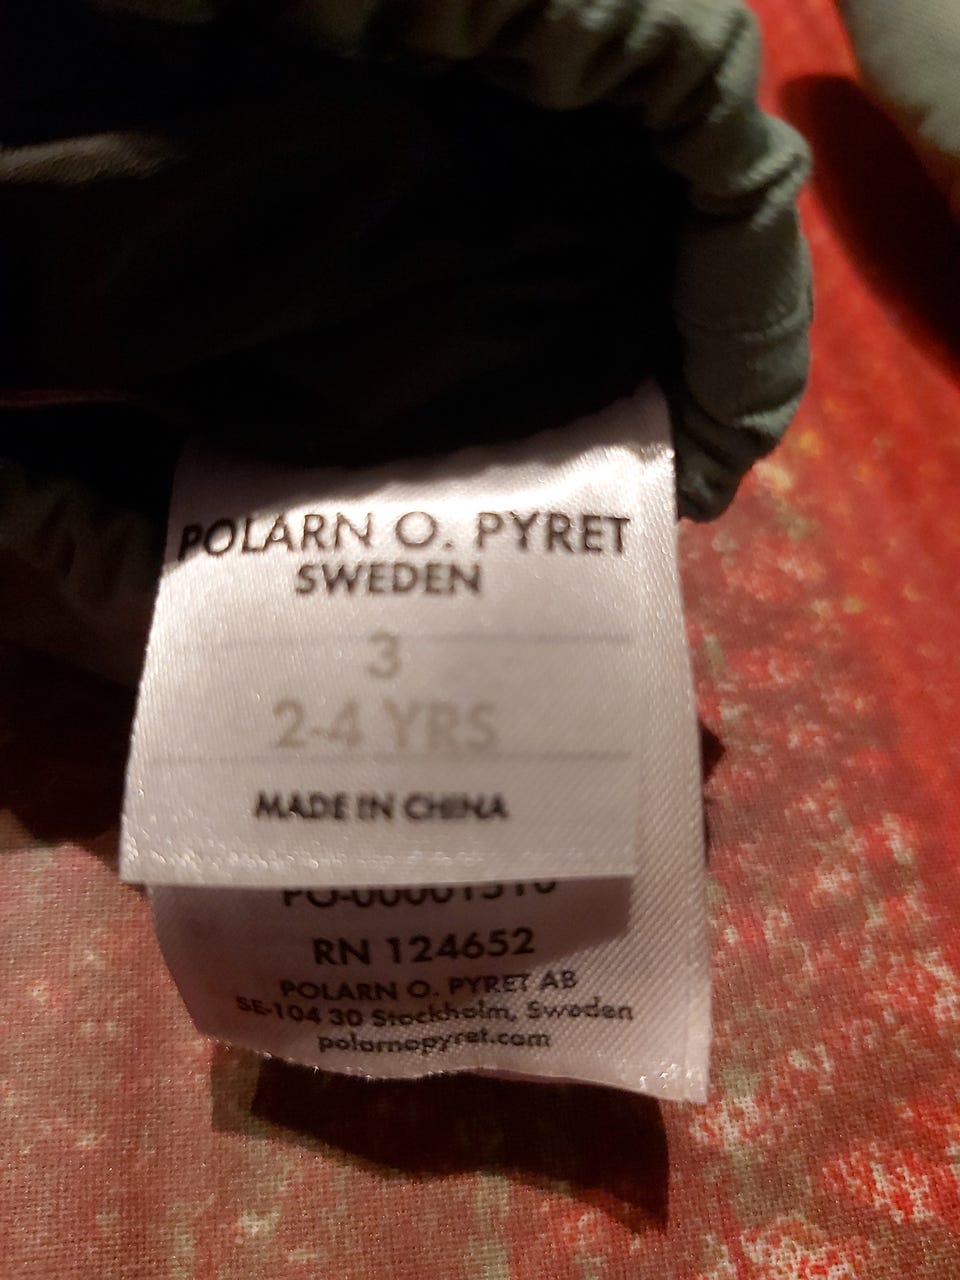 POLARN O. PYRET
SWEDEN
3
2-4 YRS
MADE IN CHINA
RN 124652
POLARN O. PYRET AB
SE-104 30 Stockholm, Sweden
polarnopyret.com